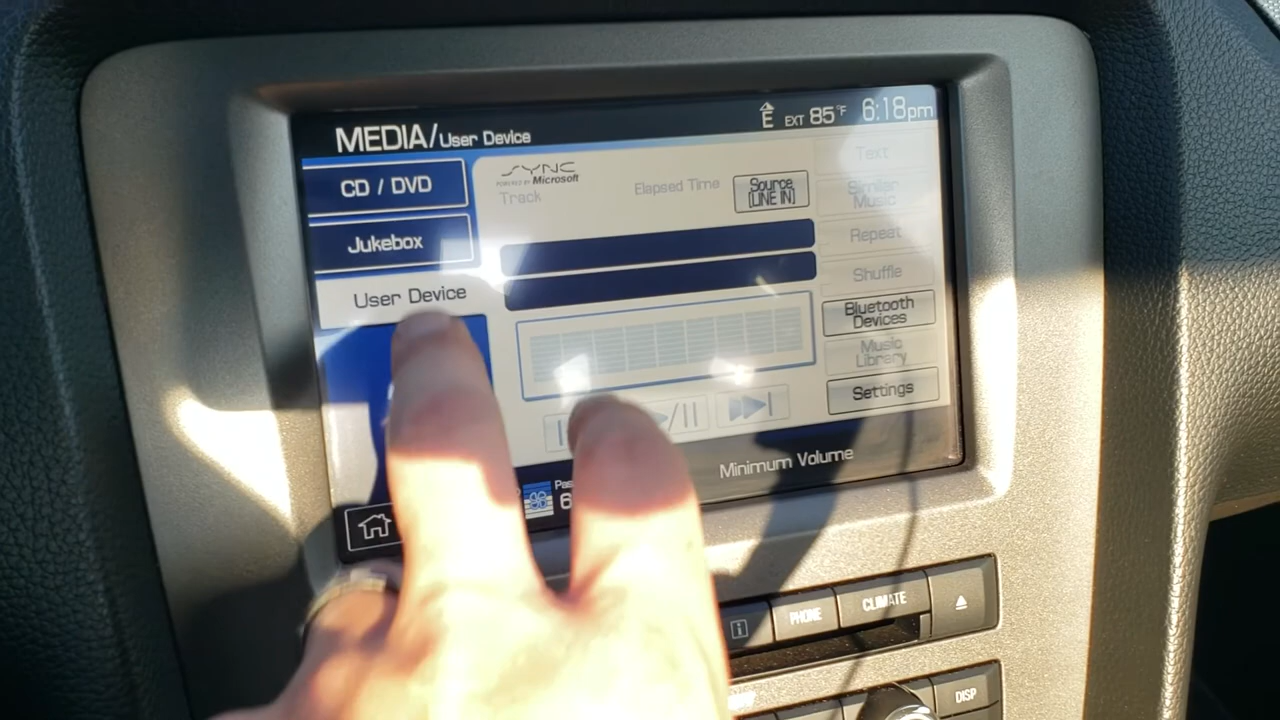 MEDIA/User Device
E EXT 85°F 6:18pm
CD / DVD
Jukebox
User Device
SYNC
POWERED BY Microsoft
Track
Elapsed Time
Source
[LINE IN]
Text
Similar
Music
Repeat
Shuffle
Bluetooth
Devices
Music
Library
Settings
Minimum Volume
PHONE
CLIMATE
DISP